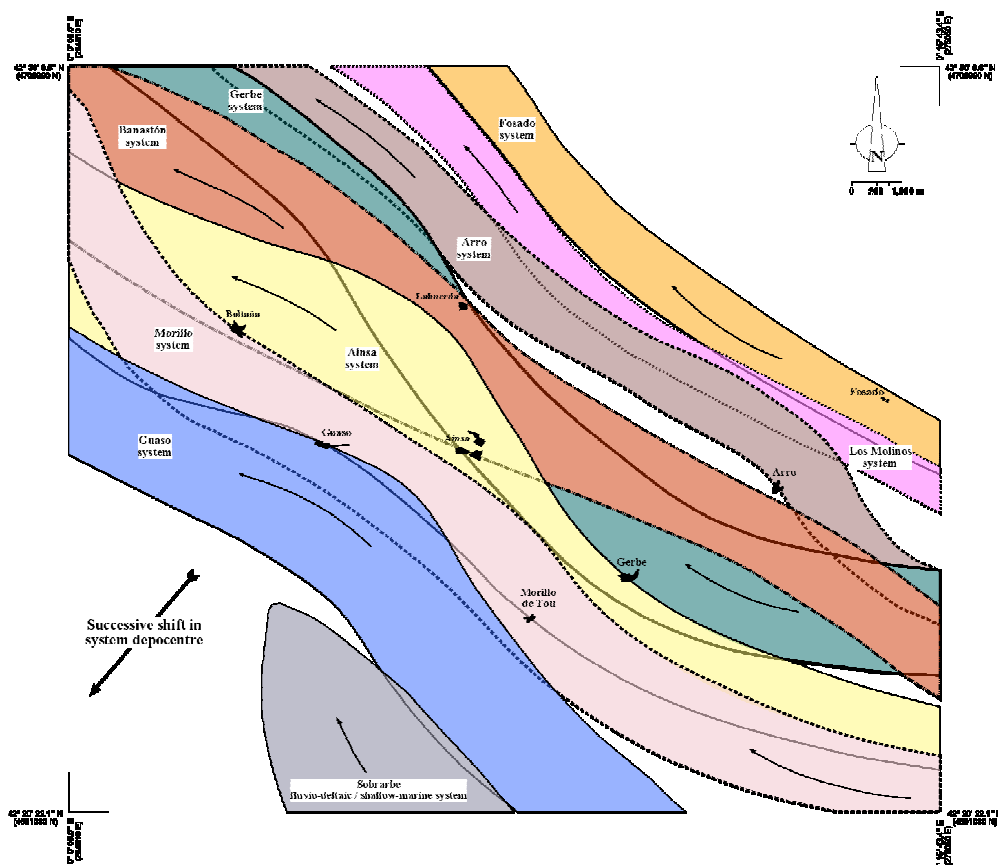 Gerbe
system
Banastón
system
Fosado
system
N
Arro
system
Labuerda
Boltaña
Morillo
system
Ainsa
system
Fosado
Guaso
Ainsa
Guaso
system
Los Molinos
system
Arro
Gerbe
Morillo
de Tou
Successive shift in
system depocentre
Sobrarbe
fluvio-deltaic / shallow-marine system